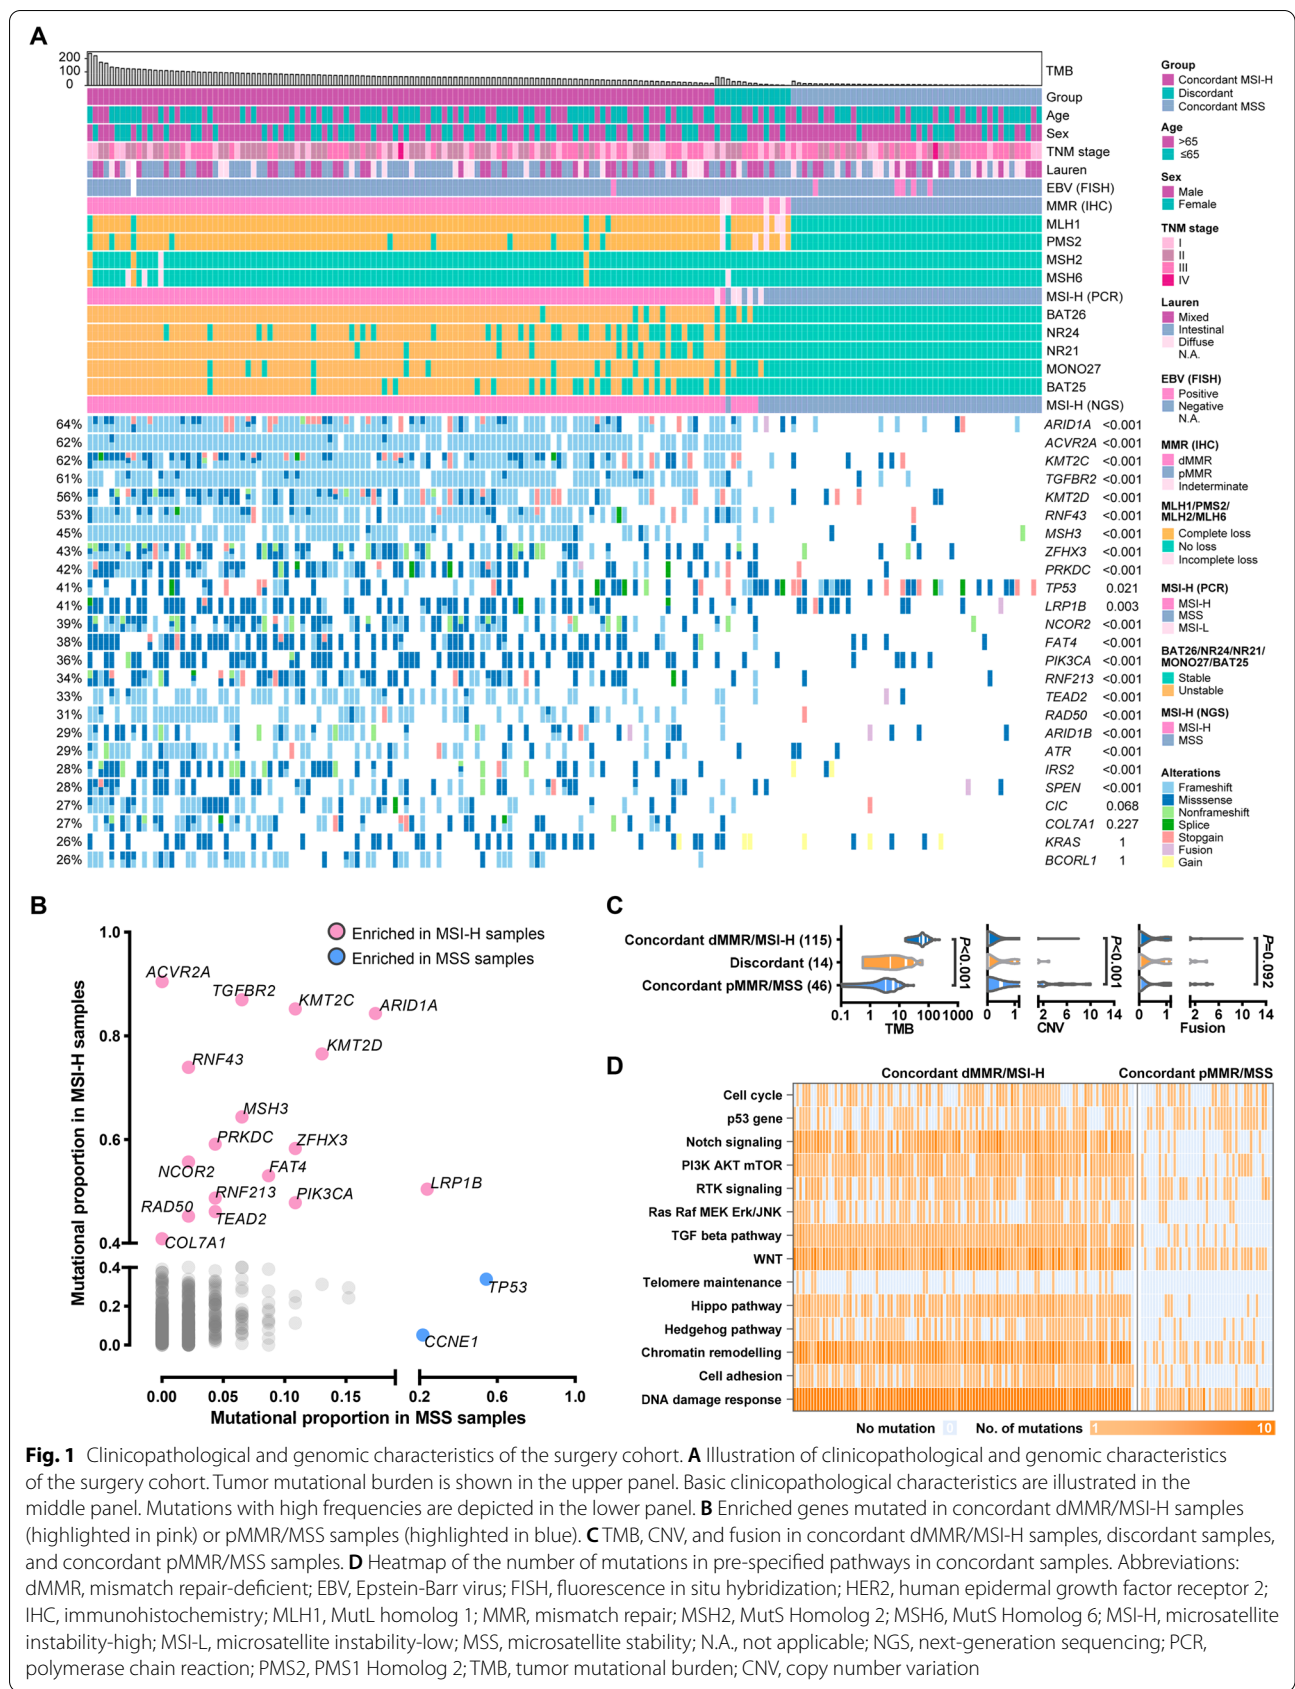 A
200
100
0
TMB
Group
Age
Sex
TNM stage
Lauren
EBV (FISH)
MMR (IHC)
MLH1
PMS2
MSH2
MSH6
MSI-H (PCR)
BAT26
NR24
NR21
MONO27
BAT25
MSI-H (NGS)
64% ARID1A <0.001
62% ACVR2A <0.001
62% KMT2C <0.001
61% TGFBR2 <0.001
56% KMT2D <0.001
53% RNF43 <0.001
45% MSH3 <0.001
43% ZFHX3 <0.001
42% PRKDC <0.001
41% TP53 0.021
41% LRP1B 0.003
39% NCOR2 <0.001
38% FAT4 <0.001
36% PIK3CA <0.001
34% RNF213 <0.001
33% TEAD2 <0.001
31% RAD50 <0.001
29% ARID1B <0.001
29% ATR <0.001
28% IRS2 <0.001
28% SPEN <0.001
27% CIC 0.068
27% COL7A1 0.227
26% KRAS 1
26% BCORL1 1
Group
Concordant MSI-H
Discordant
Concordant MSS
Age
>65
≤65
Sex
Male
Female
TNM stage
I
II
III
IV
Lauren
Mixed
Intestinal
Diffuse
N.A.
EBV (FISH)
Positive
Negative
N.A.
MMR (IHC)
dMMR
pMMR
Indeterminate
MLH1/PMS2/
MLH2/MLH6
Complete loss
No loss
Incomplete loss
MSI-H (PCR)
MSI-H
MSS
MSI-L
BAT26/NR24/NR21/
MONO27/BAT25
Stable
Unstable
MSI-H (NGS)
MSI-H
MSS
Alterations
Frameshift
Misssense
Nonframeshift
Splice
Stopgain
Fusion
Gain
B
Enriched in MSI-H samples
Enriched in MSS samples
Mutational proportion in MSI-H samples
1.0
0.8
0.6
0.4
0.4
0.2
0.0
ACVR2A
TGFBR2
KMT2C
ARID1A
KMT2D
RNF43
MSH3
PRKDC
ZFHX3
NCOR2
FAT4
RNF213
PIK3CA
LRP1B
RAD50
TEAD2
COL7A1
TP53
CCNE1
0.00 0.05 0.10 0.15 0.2 0.6 1.0
Mutational proportion in MSS samples
C
Concordant dMMR/MSI-H (115)
Discordant (14)
Concordant pMMR/MSS (46)
P<0.001
P<0.001
P=0.092
0.1 1 10 100 1000
TMB
0 1 2 6 10 14
CNV
0 1 2 6 10 14
Fusion
D
Concordant dMMR/MSI-H Concordant pMMR/MSS
Cell cycle
p53 gene
Notch signaling
PI3K AKT mTOR
RTK signaling
Ras Raf MEK Erk/JNK
TGF beta pathway
WNT
Telomere maintenance
Hippo pathway
Hedgehog pathway
Chromatin remodelling
Cell adhesion
DNA damage response
No mutation 0 No. of mutations 1 10
Fig. 1 Clinicopathological and genomic characteristics of the surgery cohort. A Illustration of clinicopathological and genomic characteristics
of the surgery cohort. Tumor mutational burden is shown in the upper panel. Basic clinicopathological characteristics are illustrated in the
middle panel. Mutations with high frequencies are depicted in the lower panel. B Enriched genes mutated in concordant dMMR/MSI-H samples
(highlighted in pink) or pMMR/MSS samples (highlighted in blue). C TMB, CNV, and fusion in concordant dMMR/MSI-H samples, discordant samples,
and concordant pMMR/MSS samples. D Heatmap of the number of mutations in pre-specified pathways in concordant samples. Abbreviations:
dMMR, mismatch repair-deficient; EBV, Epstein-Barr virus; FISH, fluorescence in situ hybridization; HER2, human epidermal growth factor receptor 2;
IHC, immunohistochemistry; MLH1, MutL homolog 1; MMR, mismatch repair; MSH2, MutS Homolog 2; MSH6, MutS Homolog 6; MSI-H, microsatellite
instability-high; MSI-L, microsatellite instability-low; MSS, microsatellite stability; N.A., not applicable; NGS, next-generation sequencing; PCR,
polymerase chain reaction; PMS2, PMS1 Homolog 2; TMB, tumor mutational burden; CNV, copy number variation